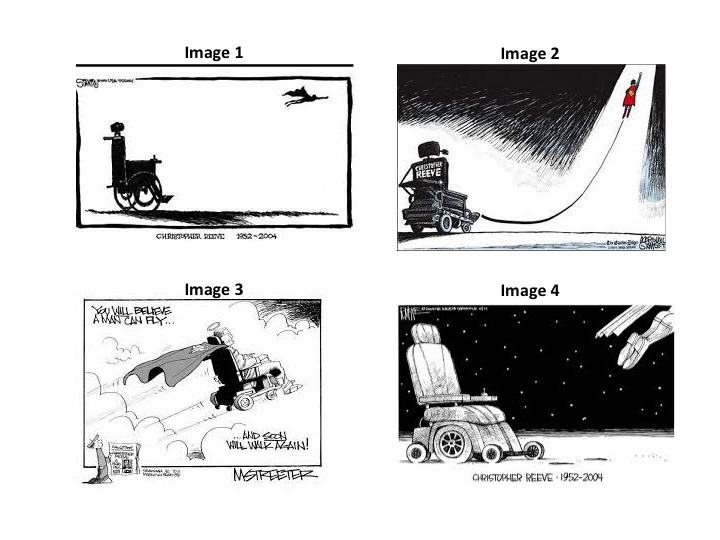 Image 1
CHRISTOPHER REEVE 1952-2004
Image 2
CHRISTOPHER
REEVE
Image 3
YOU WILL BELIEVE
A MAN CAN FLY...
...AND SOON
WILL WALK AGAIN!
MSTREETER
Image 4
CHRISTOPHER REEVE · 1952-2004